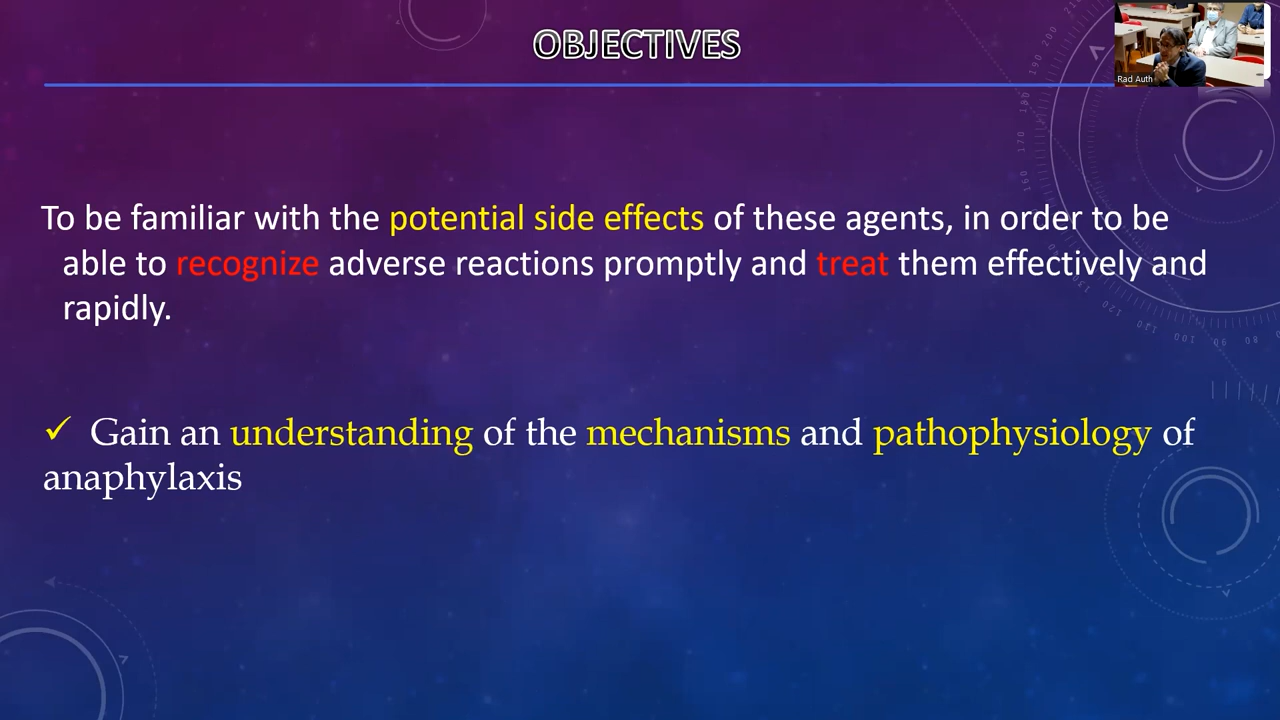 OBJECTIVES
Rad Auth
To be familiar with the potential side effects of these agents, in order to be
able to recognize adverse reactions promptly and treat them effectively and
rapidly.
✓ Gain an understanding of the mechanisms and pathophysiology of
anaphylaxis